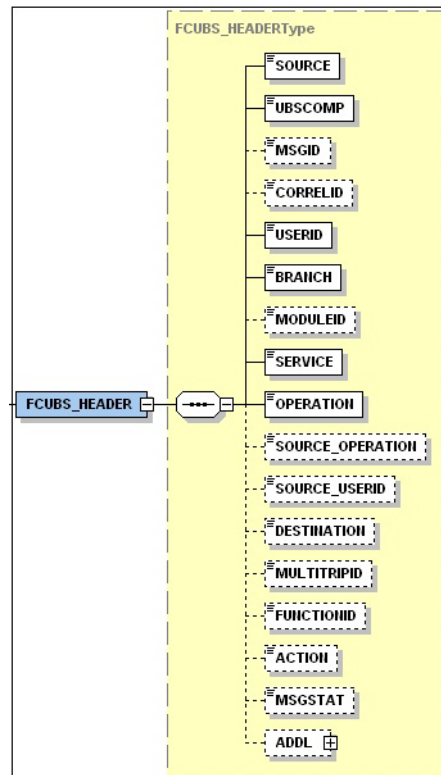 FCUBS_HEADERType
SOURCE
UBSCOMP
MSGID
CORRELID
USERID
BRANCH
MODULEID
SERVICE
FCUBS_HEADER
OPERATION
SOURCE_OPERATION
SOURCE_USERID
DESTINATION
MULTITRIPID
FUNCTIONID
ACTION
MSGSTAT
ADDL